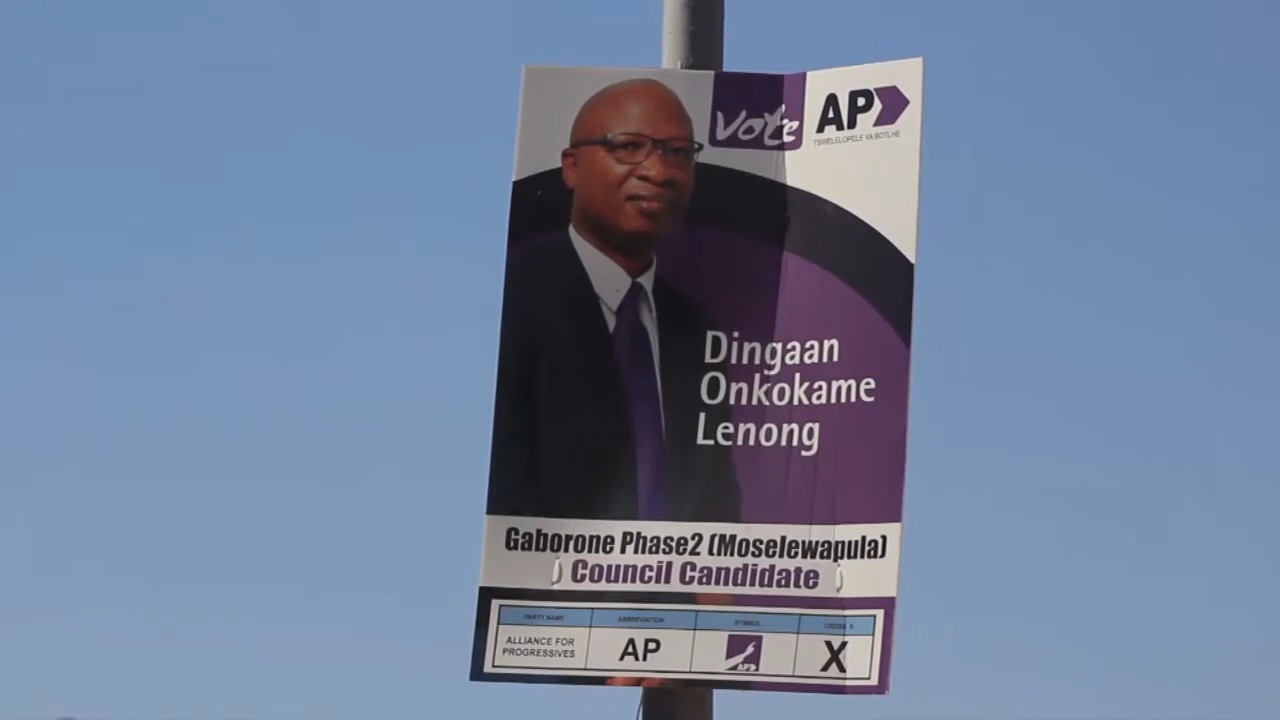 Vote
AP
TSWELELOPELE YA BOTLHE
Dingaan
Onkokame
Lenong
Gaborone Phase2 (Moselewapula)
Council Candidate
PARTY NAME ABBREVIATION SYMBOL CROSS X
ALLIANCE FOR
PROGRESSIVES
AP
AP
X